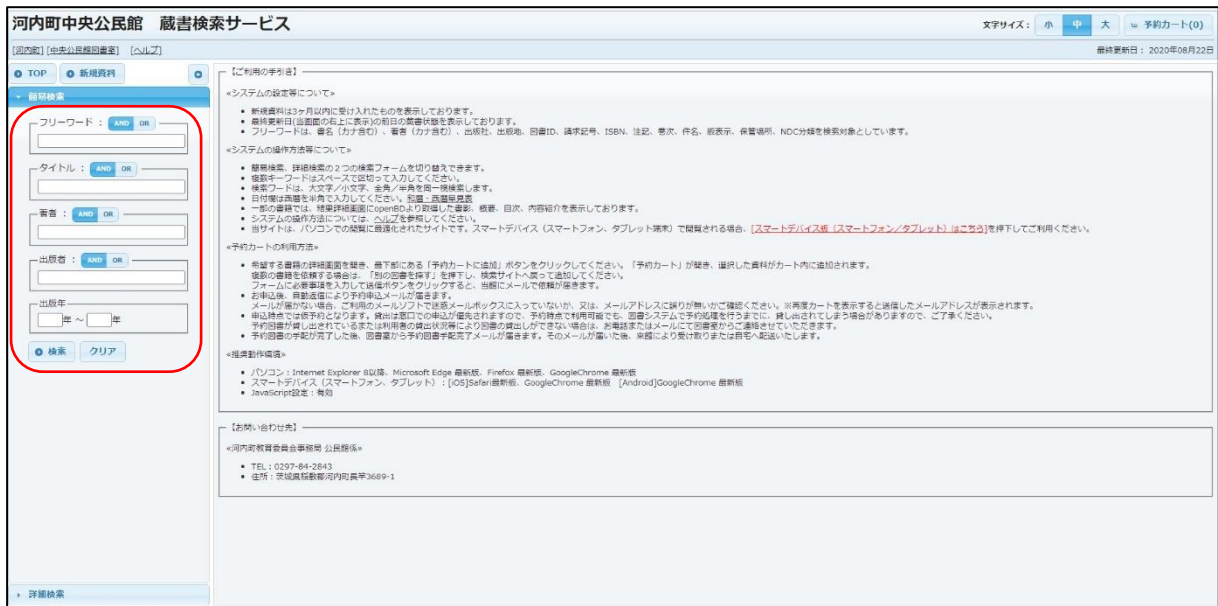 河内町中央公民館 蔵書検索サービス
文字サイズ： 小 中 大 予約カート(0)
[河内町] [中央公民館図書室] [ヘルプ]
最終更新日： 2020年08月22日
TOP 新規資料
簡易検索
フリーワード ： AND OR
タイトル ： AND OR
著者 ： AND OR
出版者 ： AND OR
出版年
年 ～ 年
検索 クリア
詳細検索
【ご利用の手引き】
«システムの設定等について»
• 新規資料は3ヶ月以内に受け入れたものを表示しております。
• 最終更新日(当画面の右上に表示)の前日の蔵書状態を表示しております。
• フリーワードは、書名（カナ含む）、著者（カナ含む）、出版社、出版地、図書ID、請求記号、ISBN、注記、巻次、件名、版表示、保管場所、NDC分類を検索対象としています。
«システムの操作方法等について»
• 簡易検索、詳細検索の２つの検索フォームを切り替えできます。
• 複数キーワードはスペースで区切って入力してください。
• 検索ワードは、大文字/小文字、全角/半角を同一視検索します。
• 日付欄は西暦を半角で入力してください。和暦・西暦早見表
• 一部の書籍では、結果詳細画面にopenBDより取得した書影、概要、目次、内容紹介を表示しております。
• システムの操作方法については、ヘルプを参照してください。
• 当サイトは、パソコンでの閲覧に最適化されたサイトです。スマートデバイス（スマートフォン、タブレット端末）で閲覧される場合、[スマートデバイス版（スマートフォン/タブレット）はこちら]を押下してご利用ください。
«予約カートの利用方法»
• 希望する書籍の詳細画面を開き、最下部にある「予約カートに追加」ボタンをクリックしてください。「予約カート」が開き、選択した資料がカート内に追加されます。
複数の書籍を依頼する場合は、「別の図書を探す」を押下し、検索サイトへ戻って追加してください。
フォームに必要事項を入力して送信ボタンをクリックすると、当館にメールで依頼が届きます。
• お申込後、自動返信により予約申込メールが届きます。
メールが届かない場合、ご利用のメールソフトで迷惑メールボックスに入っていないか、又は、メールアドレスに誤りが無いかご確認ください。※再度カートを表示すると送信したメールアドレスが表示されます。
• 申込時点では仮予約となります。貸出は窓口での申込が優先されますので、予約時点で利用可能でも、図書システムで予約処理を行うまでに、貸し出されてしまう場合がありますので、ご了承ください。
予約図書が貸し出されているまたは利用者の貸出状況等により図書の貸出しができない場合は、お電話またはメールにて図書室からご連絡させていただきます。
• 予約図書の手配が完了した後、図書室から予約図書手配完了メールが届きます。そのメールが届いた後、来館により受け取りまたは自宅へ配送いたします。
«推奨動作環境»
• パソコン：Internet Explorer 8以降、Microsoft Edge 最新版、Firefox 最新版、GoogleChrome 最新版
• スマートデバイス（スマートフォン、タブレット）：[iOS]Safari最新版、GoogleChrome 最新版 [Android]GoogleChrome 最新版
• JavaScript設定：有効
【お問い合わせ先】
«河内町教育委員会事務局 公民館係»
• TEL：0297-84-2843
• 住所：茨城県稲敷郡河内町長竿3689-1